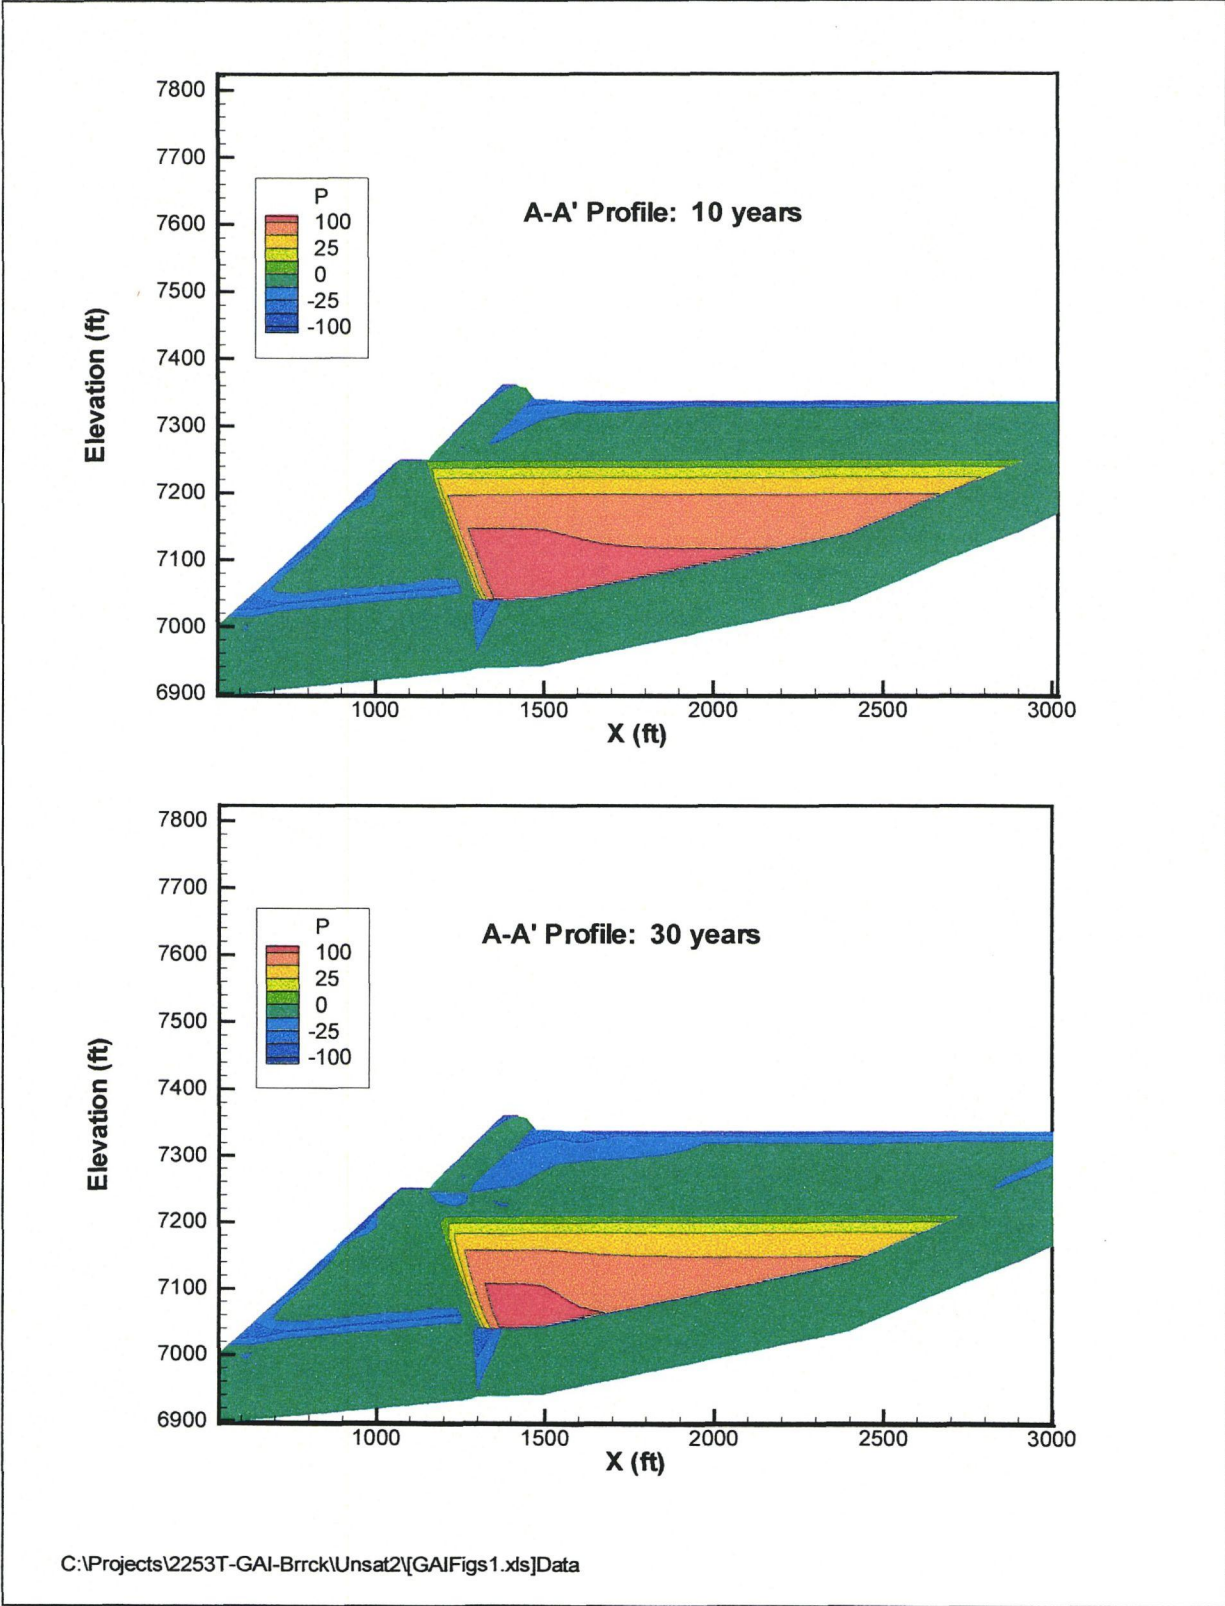 7800
7700
7600
7500
7400
7300
7200
7100
7000
6900
Elevation (ft)
P
100
25
0
-25
-100
A-A' Profile: 10 years
1000 1500 2000 2500 3000
X (ft)
7800
7700
7600
7500
7400
7300
7200
7100
7000
6900
Elevation (ft)
P
100
25
0
-25
-100
A-A' Profile: 30 years
1000 1500 2000 2500 3000
X (ft)
C:\Projects\2253T-GAI-Brrck\Unsat2\[GAIFigs1.xls]Data